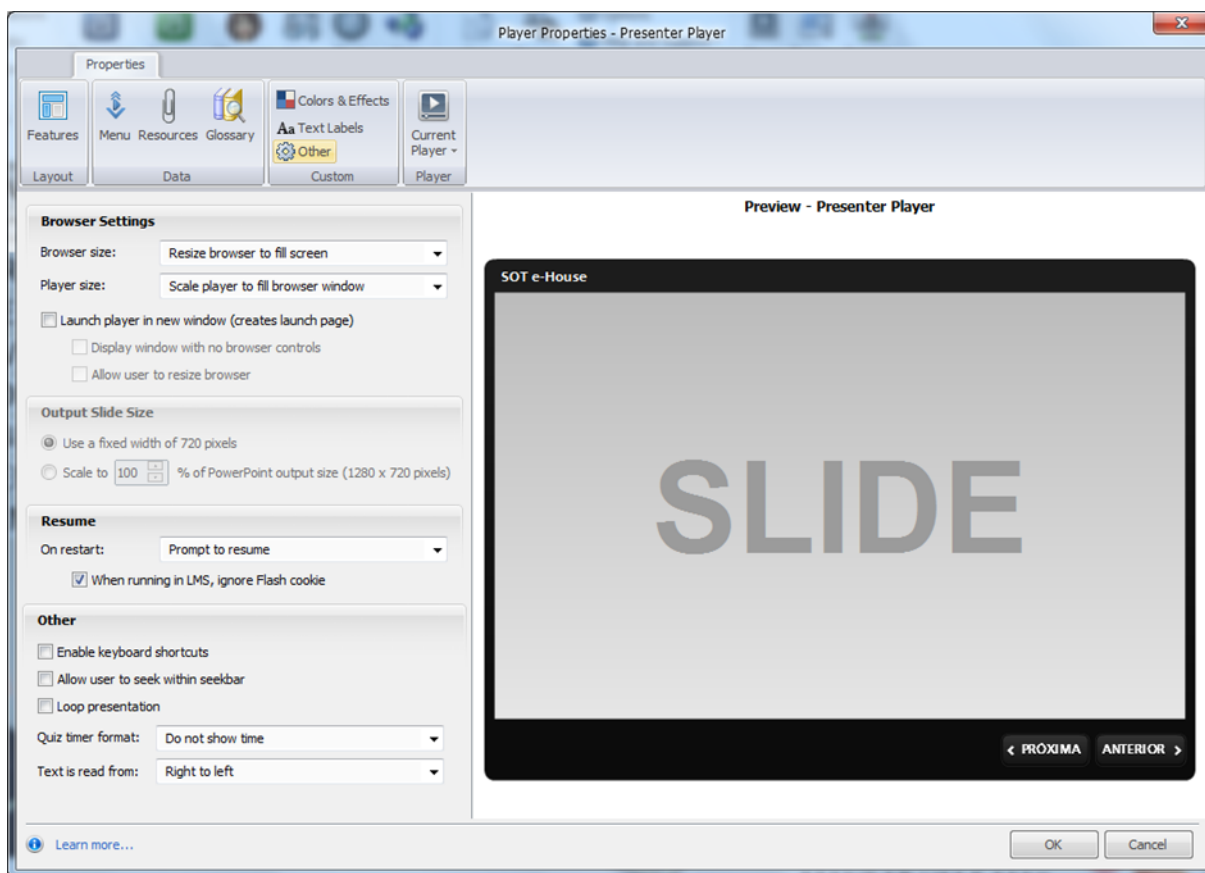 Player Properties - Presenter Player
Properties
Features
Menu Resources Glossary
Colors & Effects
Aa Text Labels
Other
Current
Player
Layout
Data
Custom
Player
Browser Settings
Browser size: Resize browser to fill screen
Player size: Scale player to fill browser window
Launch player in new window (creates launch page)
Display window with no browser controls
Allow user to resize browser
Output Slide Size
Use a fixed width of 720 pixels
Scale to 100 % of PowerPoint output size (1280 x 720 pixels)
Resume
On restart: Prompt to resume
When running in LMS, ignore Flash cookie
Other
Enable keyboard shortcuts
Allow user to seek within seekbar
Loop presentation
Quiz timer format: Do not show time
Text is read from: Right to left
Preview - Presenter Player
SOT e-House
SLIDE
PRÓXIMA ANTERIOR
Learn more...
OK Cancel